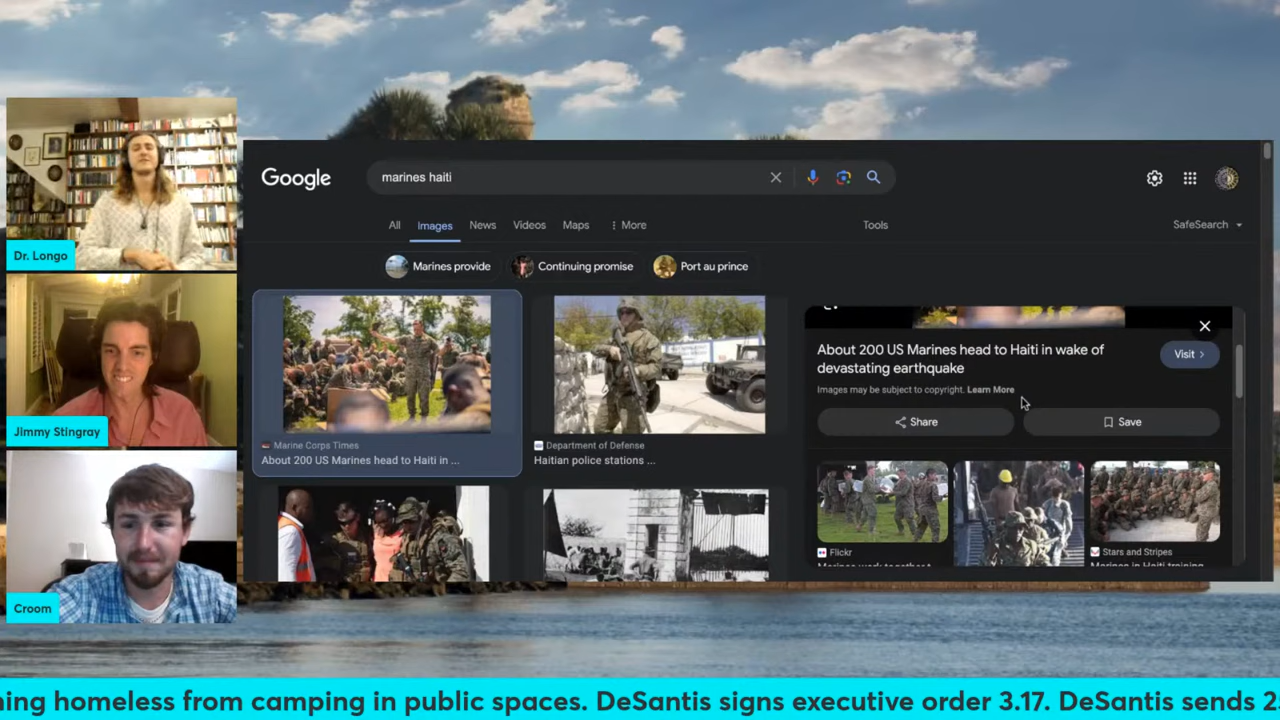 Google
marines haiti
All
Images
News
Videos
Maps
More
Tools
SafeSearch
Marines provide
Continuing promise
Port au prince
Dr. Longo
Jimmy Stingray
Croom
Marine Corps Times
About 200 US Marines head to Haiti in ...
Department of Defense
Haitian police stations ...
About 200 US Marines head to Haiti in wake of
devastating earthquake
Visit
Images may be subject to copyright. Learn More
Share
Save
Flickr
Stars and Stripes
Marines in Haiti training
homeless from camping in public spaces. DeSantis signs executive order 3.17. DeSantis sends